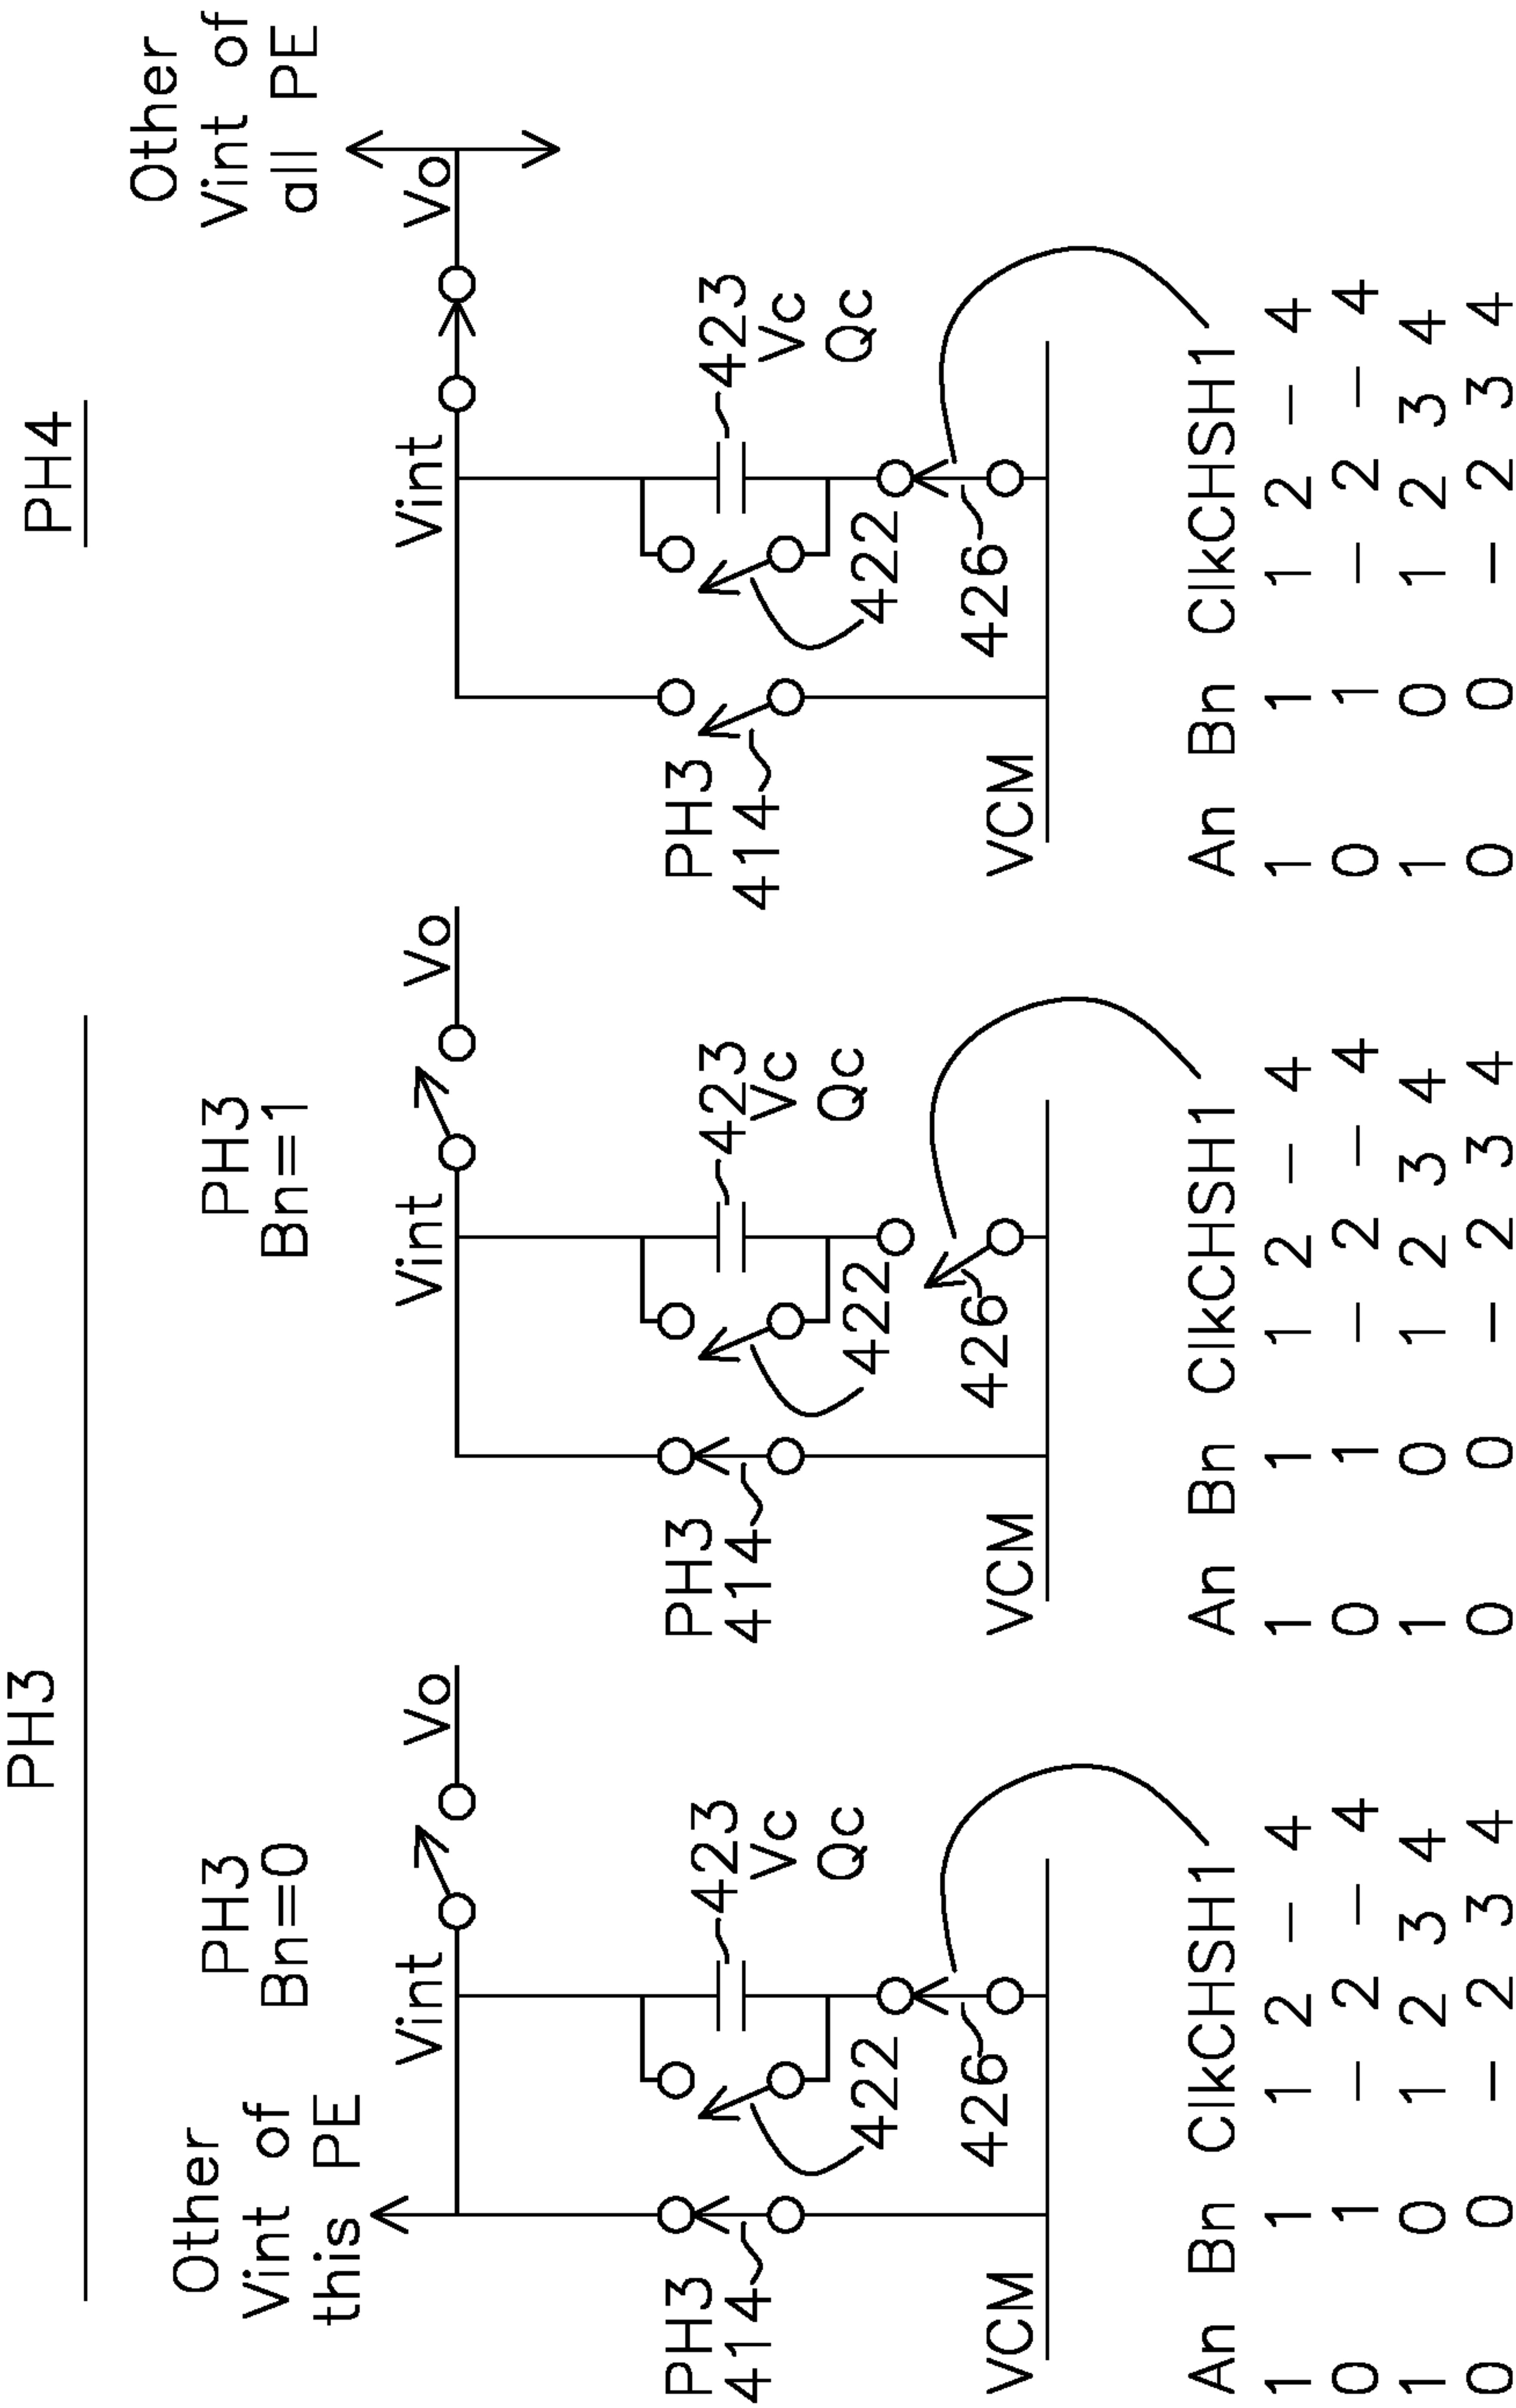 PH3
Other
Vint of
this PE
PH3
Bn=0
Vint
Vo
PH3
414
423
Vc
Qc
422
426
VCM
An Bn ClkCHSH1
1 1 1 2 – 4
0 1 – 2 – 4
1 0 1 2 3 4
0 0 – 2 3 4
PH3
Bn=1
Vint
Vo
PH3
414
423
Vc
Qc
422
426
VCM
An Bn ClkCHSH1
1 1 1 2 – 4
0 1 – 2 – 4
1 0 1 2 3 4
0 0 – 2 3 4
PH4
Other
Vint of
all PE
Vint
Vo
PH3
414
423
Vc
Qc
422
426
VCM
An Bn ClkCHSH1
1 1 1 2 – 4
0 1 – 2 – 4
1 0 1 2 3 4
0 0 – 2 3 4